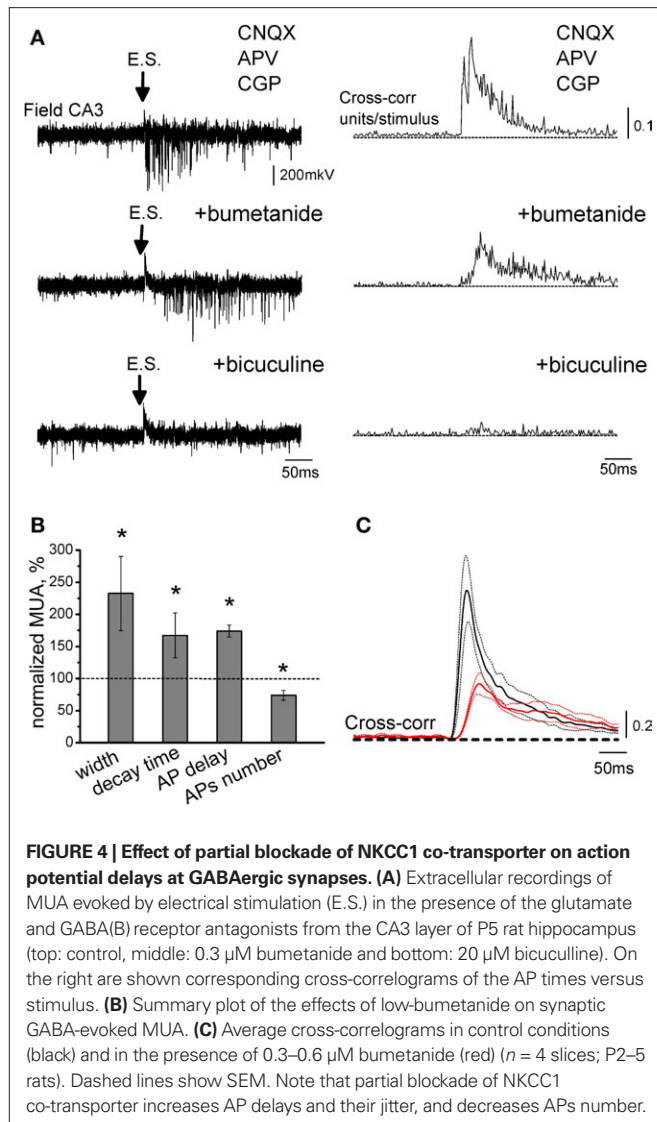 A
CNQX
APV
CGP
E.S.
Field CA3
200mkV
CNQX
APV
CGP
Cross-corr
units/stimulus
0.1
E.S.
+bumetanide
+bumetanide
E.S.
+bicuculine
+bicuculine
50ms
50ms
B
normalized MUA, %
300
250
200
150
100
50
0
*
*
*
*
width
decay time
AP delay
APs number
C
Cross-corr
0.2
50ms
FIGURE 4 | Effect of partial blockade of NKCC1 co-transporter on action
potential delays at GABAergic synapses. (A) Extracellular recordings of
MUA evoked by electrical stimulation (E.S.) in the presence of the glutamate
and GABA(B) receptor antagonists from the CA3 layer of P5 rat hippocampus
(top: control, middle: 0.3 μM bumetanide and bottom: 20 μM bicuculline). On
the right are shown corresponding cross-correlograms of the AP times versus
stimulus. (B) Summary plot of the effects of low-bumetanide on synaptic
GABA-evoked MUA. (C) Average cross-correlograms in control conditions
(black) and in the presence of 0.3–0.6 μM bumetanide (red) (n = 4 slices; P2–5
rats). Dashed lines show SEM. Note that partial blockade of NKCC1
co-transporter increases AP delays and their jitter, and decreases APs number.